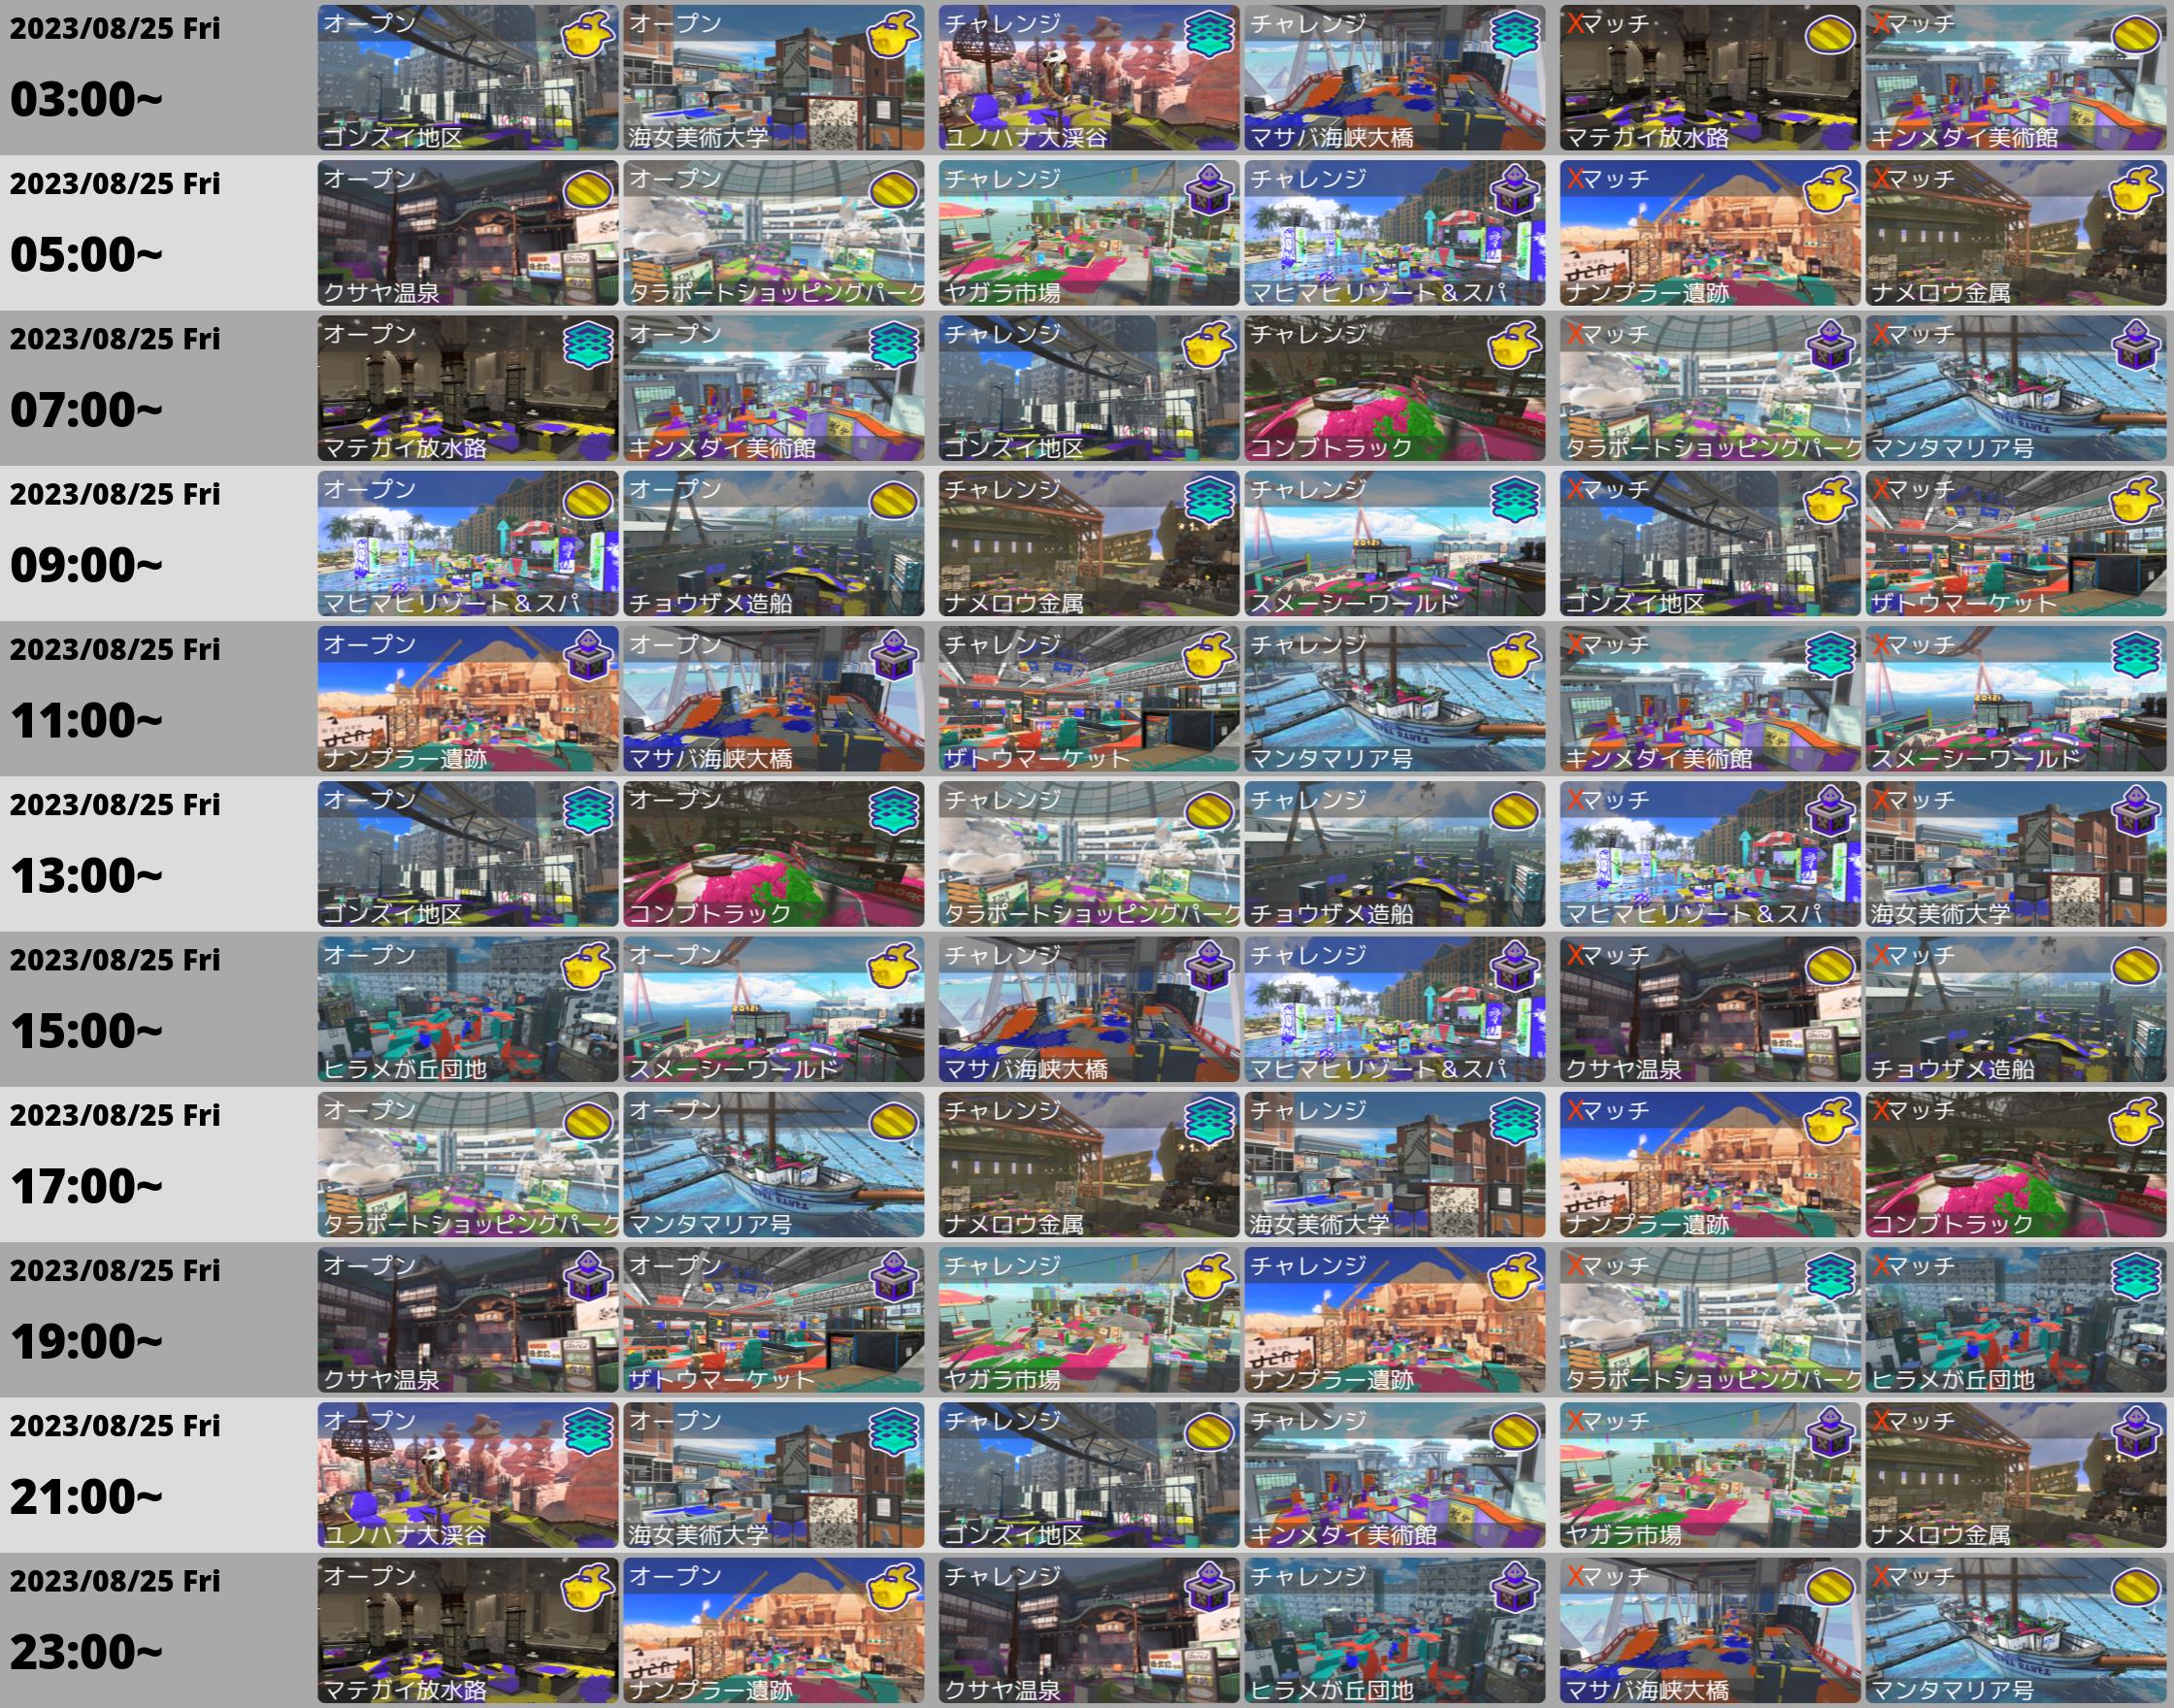 2023/08/25 Fri
03:00~
オープン
ゴンズイ地区
オープン
海女美術大学
チャレンジ
ユノハナ大渓谷
チャレンジ
マサバ海峡大橋
Xマッチ
マテガイ放水路
Xマッチ
キンメダイ美術館
2023/08/25 Fri
05:00~
オープン
クサヤ温泉
オープン
タラポートショッピングパーク
チャレンジ
ヤガラ市場
チャレンジ
マヒマヒリゾート&スパ
Xマッチ
ナンプラー遺跡
Xマッチ
ナメロウ金属
2023/08/25 Fri
07:00~
オープン
マテガイ放水路
オープン
キンメダイ美術館
チャレンジ
ゴンズイ地区
チャレンジ
コンブトラック
Xマッチ
タラポートショッピングパーク
Xマッチ
マンタマリア号
2023/08/25 Fri
09:00~
オープン
マヒマヒリゾート&スパ
オープン
チョウザメ造船
チャレンジ
ナメロウ金属
チャレンジ
スメーシーワールド
Xマッチ
ゴンズイ地区
Xマッチ
ザトウマーケット
2023/08/25 Fri
11:00~
オープン
ナンプラー遺跡
オープン
マサバ海峡大橋
チャレンジ
ザトウマーケット
チャレンジ
マンタマリア号
Xマッチ
キンメダイ美術館
Xマッチ
スメーシーワールド
2023/08/25 Fri
13:00~
オープン
ゴンズイ地区
オープン
コンブトラック
チャレンジ
タラポートショッピングパーク
チャレンジ
チョウザメ造船
Xマッチ
マヒマヒリゾート&スパ
Xマッチ
海女美術大学
2023/08/25 Fri
15:00~
オープン
ヒラメが丘団地
オープン
スメーシーワールド
チャレンジ
マサバ海峡大橋
チャレンジ
マヒマヒリゾート&スパ
Xマッチ
クサヤ温泉
Xマッチ
チョウザメ造船
2023/08/25 Fri
17:00~
オープン
タラポートショッピングパーク
オープン
マンタマリア号
チャレンジ
ナメロウ金属
チャレンジ
海女美術大学
Xマッチ
ナンプラー遺跡
Xマッチ
コンブトラック
2023/08/25 Fri
19:00~
オープン
クサヤ温泉
オープン
ザトウマーケット
チャレンジ
ヤガラ市場
チャレンジ
ナンプラー遺跡
Xマッチ
タラポートショッピングパーク
Xマッチ
ヒラメが丘団地
2023/08/25 Fri
21:00~
オープン
ユノハナ大渓谷
オープン
海女美術大学
チャレンジ
ゴンズイ地区
チャレンジ
キンメダイ美術館
Xマッチ
ヤガラ市場
Xマッチ
ナメロウ金属
2023/08/25 Fri
23:00~
オープン
マテガイ放水路
オープン
ナンプラー遺跡
チャレンジ
クサヤ温泉
チャレンジ
ヒラメが丘団地
Xマッチ
マサバ海峡大橋
Xマッチ
マンタマリア号